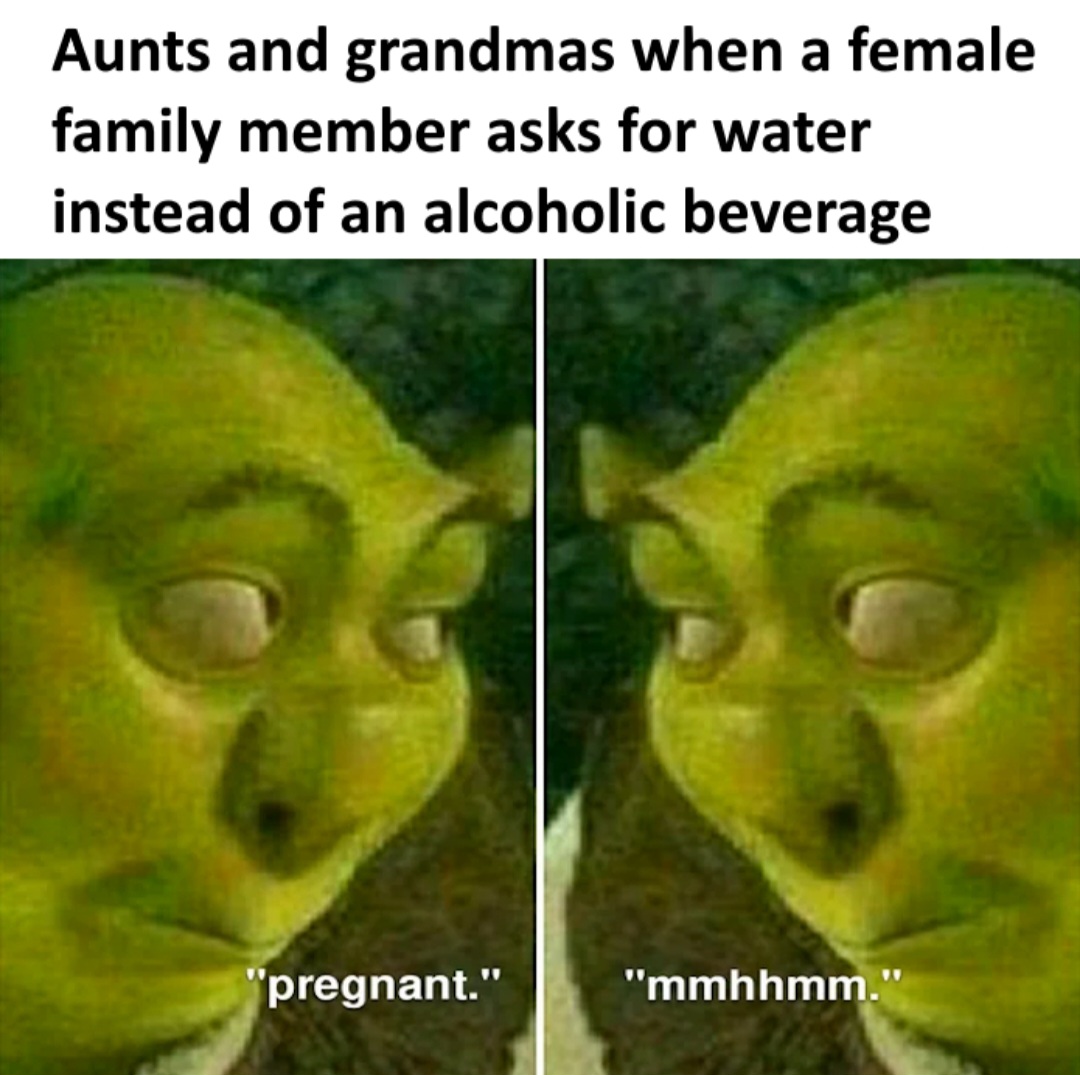 Aunts and grandmas when a female
family member asks for water
instead of an alcoholic beverage
"pregnant."
"mmhhmm."